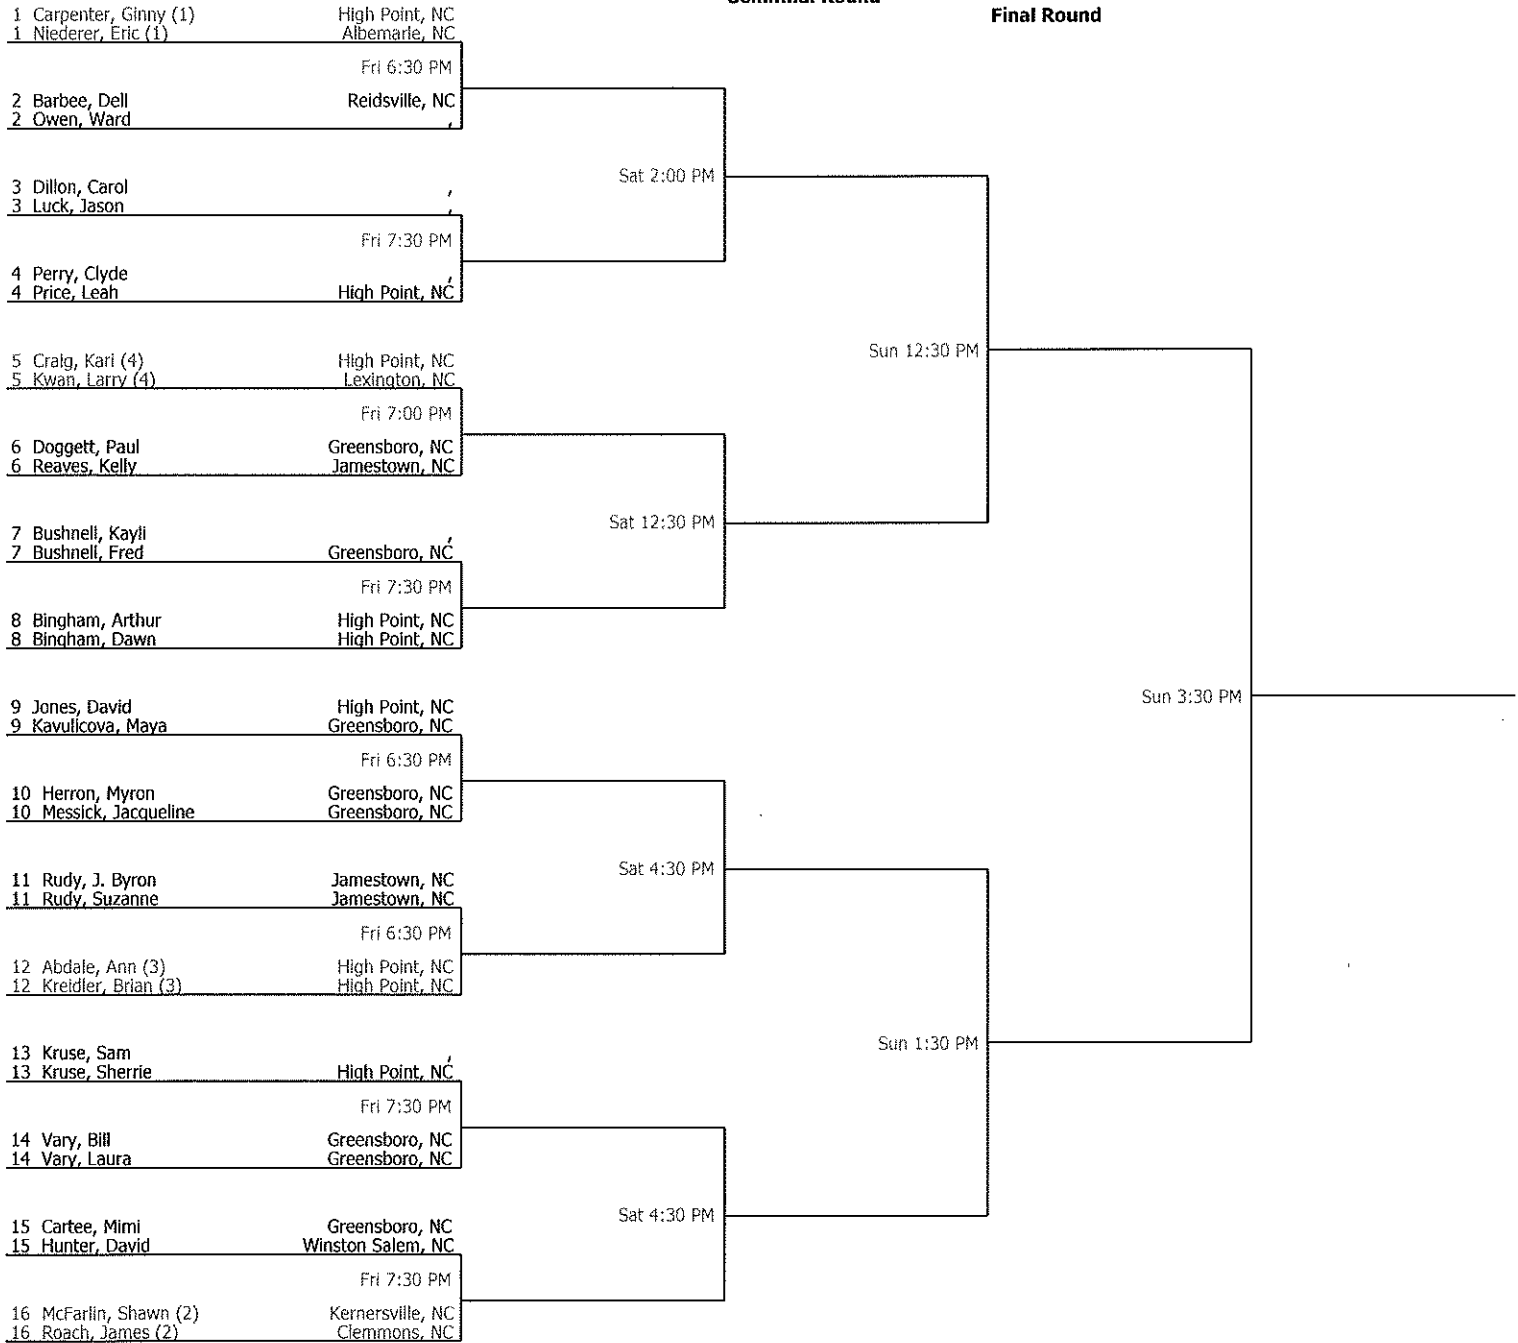 Final Round
1 Carpenter, Ginny (1) High Point, NC
1 Niederer, Eric (1) Albemarle, NC
Fri 6:30 PM
2 Barbee, Dell Reidsville, NC
2 Owen, Ward ,
Sat 2:00 PM
3 Dillon, Carol ,
3 Luck, Jason ,
Fri 7:30 PM
4 Perry, Clyde ,
4 Price, Leah High Point, NC
Sun 12:30 PM
5 Craig, Kari (4) High Point, NC
5 Kwan, Larry (4) Lexington, NC
Fri 7:00 PM
6 Doggett, Paul Greensboro, NC
6 Reaves, Kelly Jamestown, NC
Sat 12:30 PM
7 Bushnell, Kayli ,
7 Bushnell, Fred Greensboro, NC
Fri 7:30 PM
8 Bingham, Arthur High Point, NC
8 Bingham, Dawn High Point, NC
Sun 3:30 PM
9 Jones, David High Point, NC
9 Kavulicova, Maya Greensboro, NC
Fri 6:30 PM
10 Herron, Myron Greensboro, NC
10 Messick, Jacqueline Greensboro, NC
Sat 4:30 PM
11 Rudy, J. Byron Jamestown, NC
11 Rudy, Suzanne Jamestown, NC
Fri 6:30 PM
12 Abdale, Ann (3) High Point, NC
12 Kreidler, Brian (3) High Point, NC
Sun 1:30 PM
13 Kruse, Sam ,
13 Kruse, Sherrie High Point, NC
Fri 7:30 PM
14 Vary, Bill Greensboro, NC
14 Vary, Laura Greensboro, NC
Sat 4:30 PM
15 Cartee, Mimi Greensboro, NC
15 Hunter, David Winston Salem, NC
Fri 7:30 PM
16 McFarlin, Shawn (2) Kernersville, NC
16 Roach, James (2) Clemmons, NC